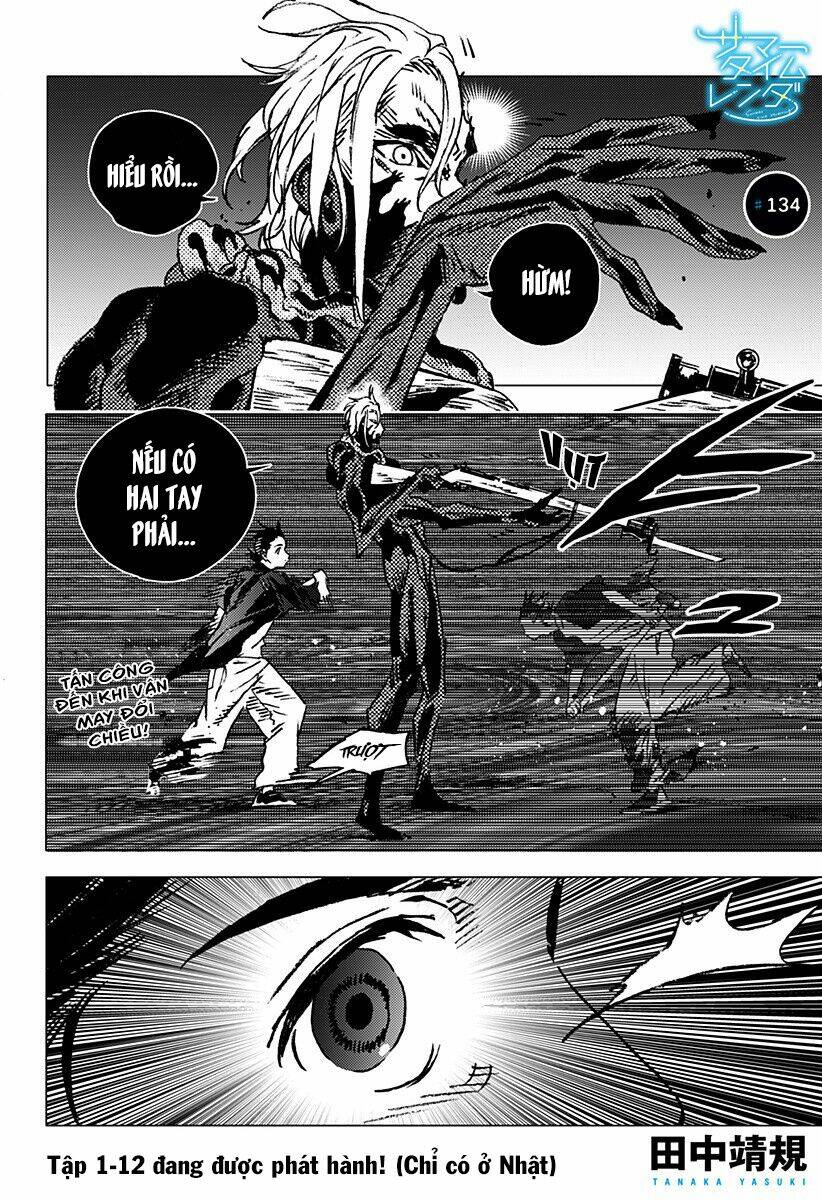 サマー
タイム
レンダ
#134
HIỂU RỒI...
HỪM!
NẾU CÓ
HAI TAY
PHẢI...
VỤT
TẤN CÔNG
ĐẾN KHI VẬN
MAY ĐỔI
CHIỀU!
TRƯỢT
Tập 1-12 đang được phát hành! (Chỉ có ở Nhật)
田中靖規
TANAKA YASUKI